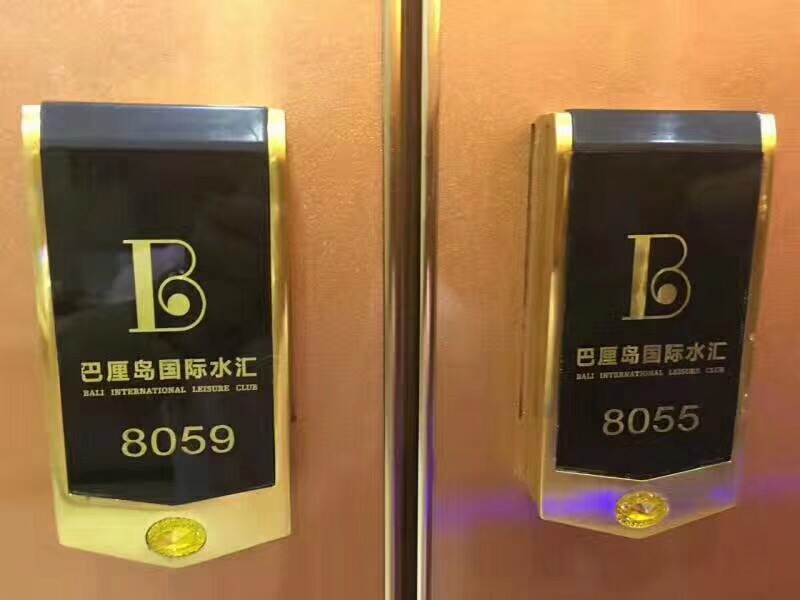 B
巴厘岛国际水汇
BALI INTERNATIONAL LEISURE CLUB
8059
B
巴厘岛国际水汇
BALI INTERNATIONAL LEISURE CLUB
8055